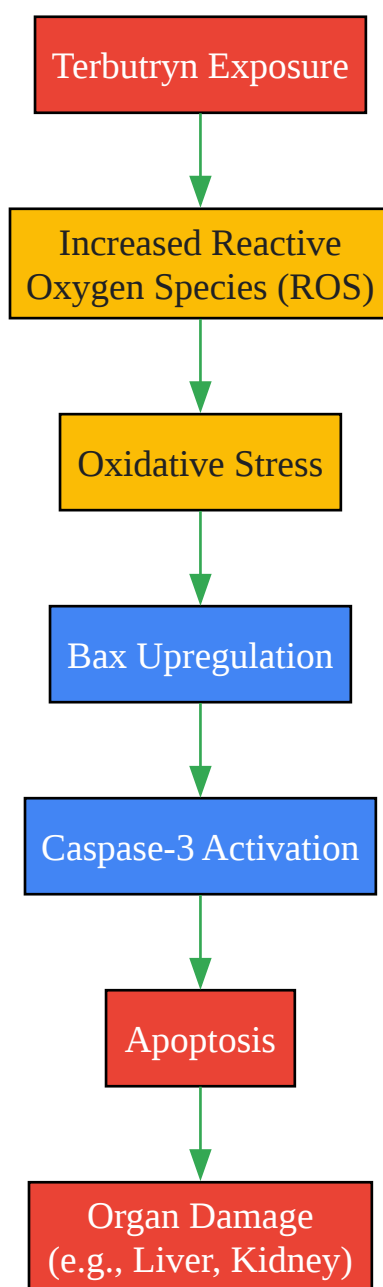 Terbutryn Exposure
Increased Reactive
Oxygen Species (ROS)
Oxidative Stress
Bax Upregulation
Caspase-3 Activation
Apoptosis
Organ Damage
(e.g., Liver, Kidney)